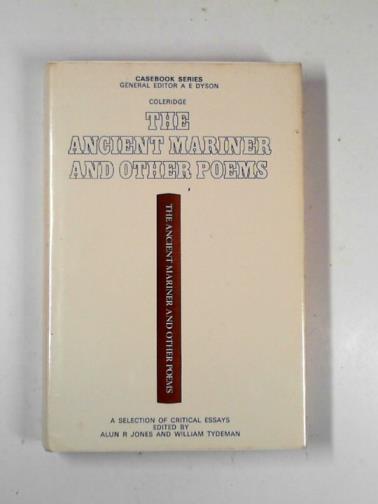 CASEBOOK SERIES
GENERAL EDITOR A E DYSON
COLERIDGE
THE
ANCIENT MARINER
AND OTHER POEMS
THE ANCIENT MARINER AND OTHER POEMS
A SELECTION OF CRITICAL ESSAYS
EDITED BY
ALUN R JONES AND WILLIAM TYDEMAN